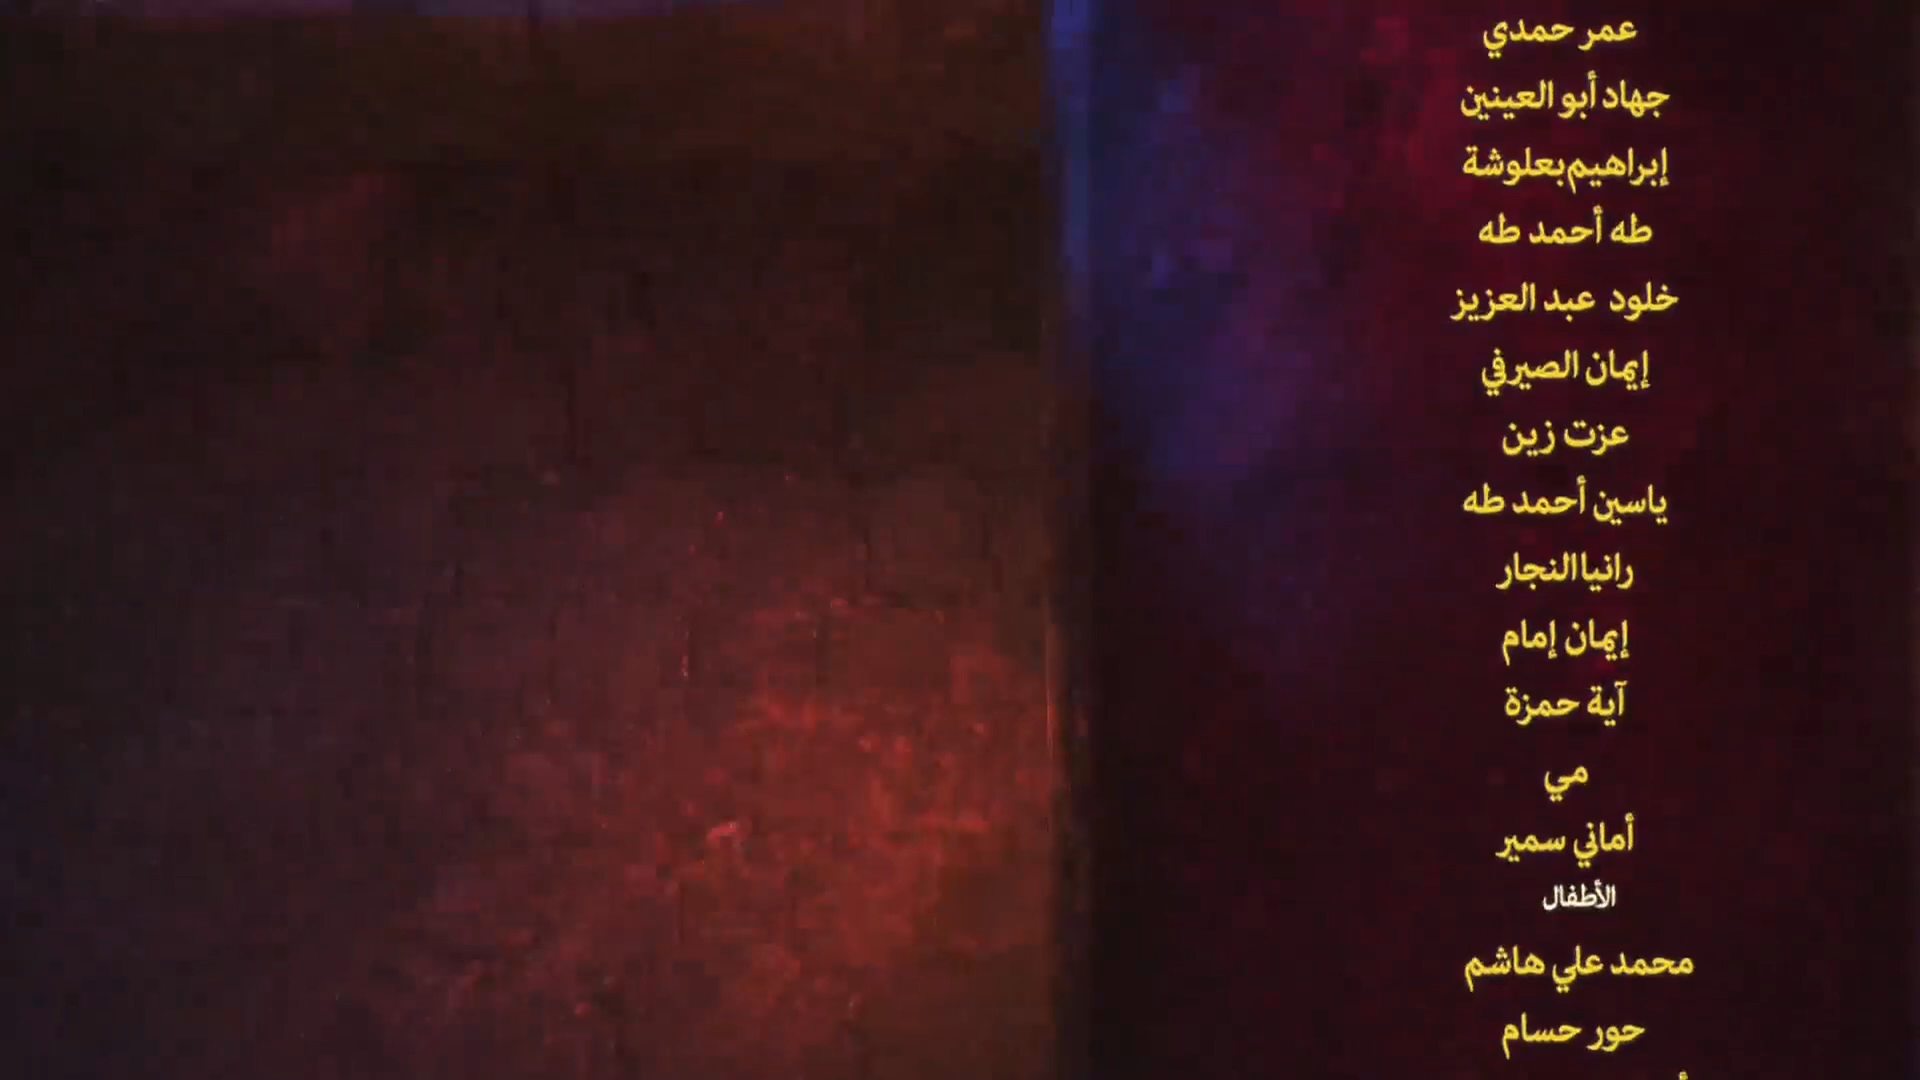 عمر حمدي
جهاد أبو العينين
إبراهيم بعلوشة
طه أحمد طه
خلود عبد العزيز
إيمان الصيرفي
عزت زين
ياسين أحمد طه
رانيا النجار
إيمان إمام
آية حمزة
مي
أماني سمير
الأطفال
محمد علي هاشم
حور حسام